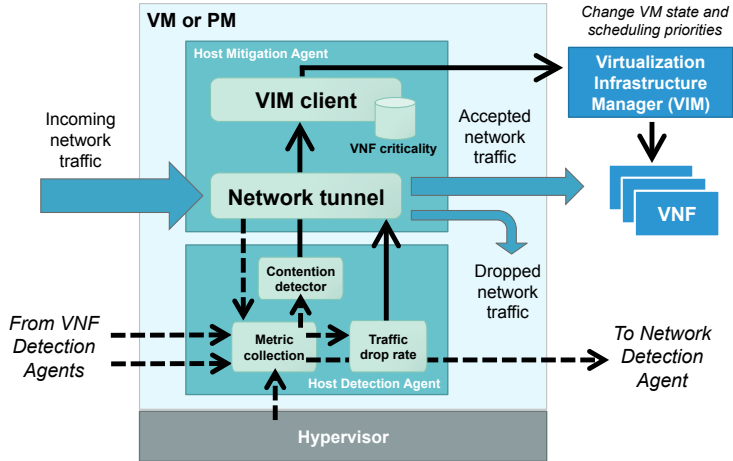 VM or PM
Change VM state and
scheduling priorities
Host Mitigation Agent
VIM client
VNF criticality
Virtualization
Infrastructure
Manager (VIM)
Incoming
network
traffic
Accepted
network
traffic
Network tunnel
VNF
Dropped
network
traffic
Contention
detector
From VNF
Detection
Agents
Metric
collection
Traffic
drop rate
To Network
Detection
Agent
Host Detection Agent
Hypervisor